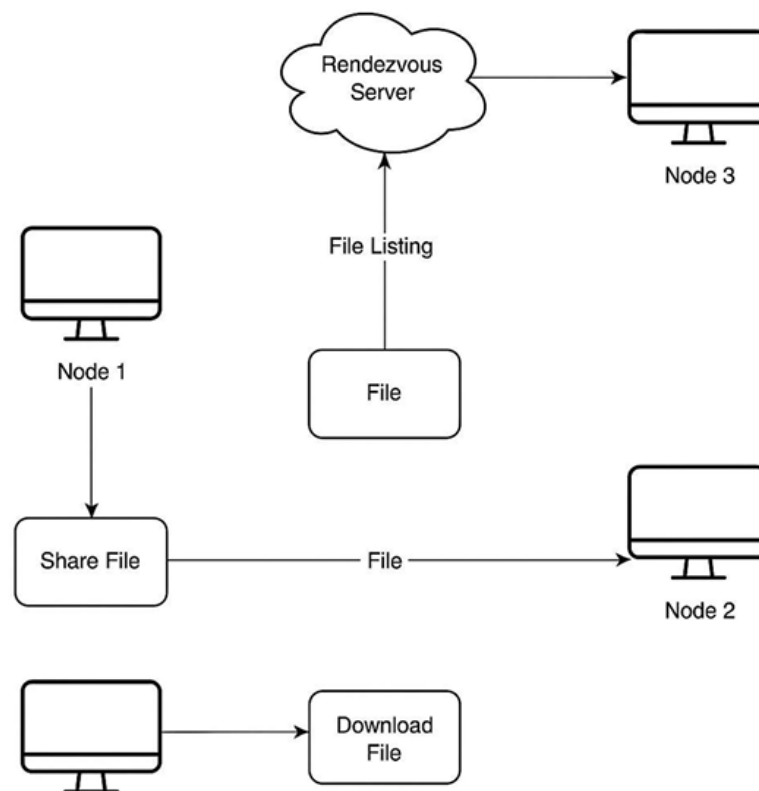 Rendezvous
Server
Node 3
File Listing
Node 1
File
Share File
File
Node 2
Download
File